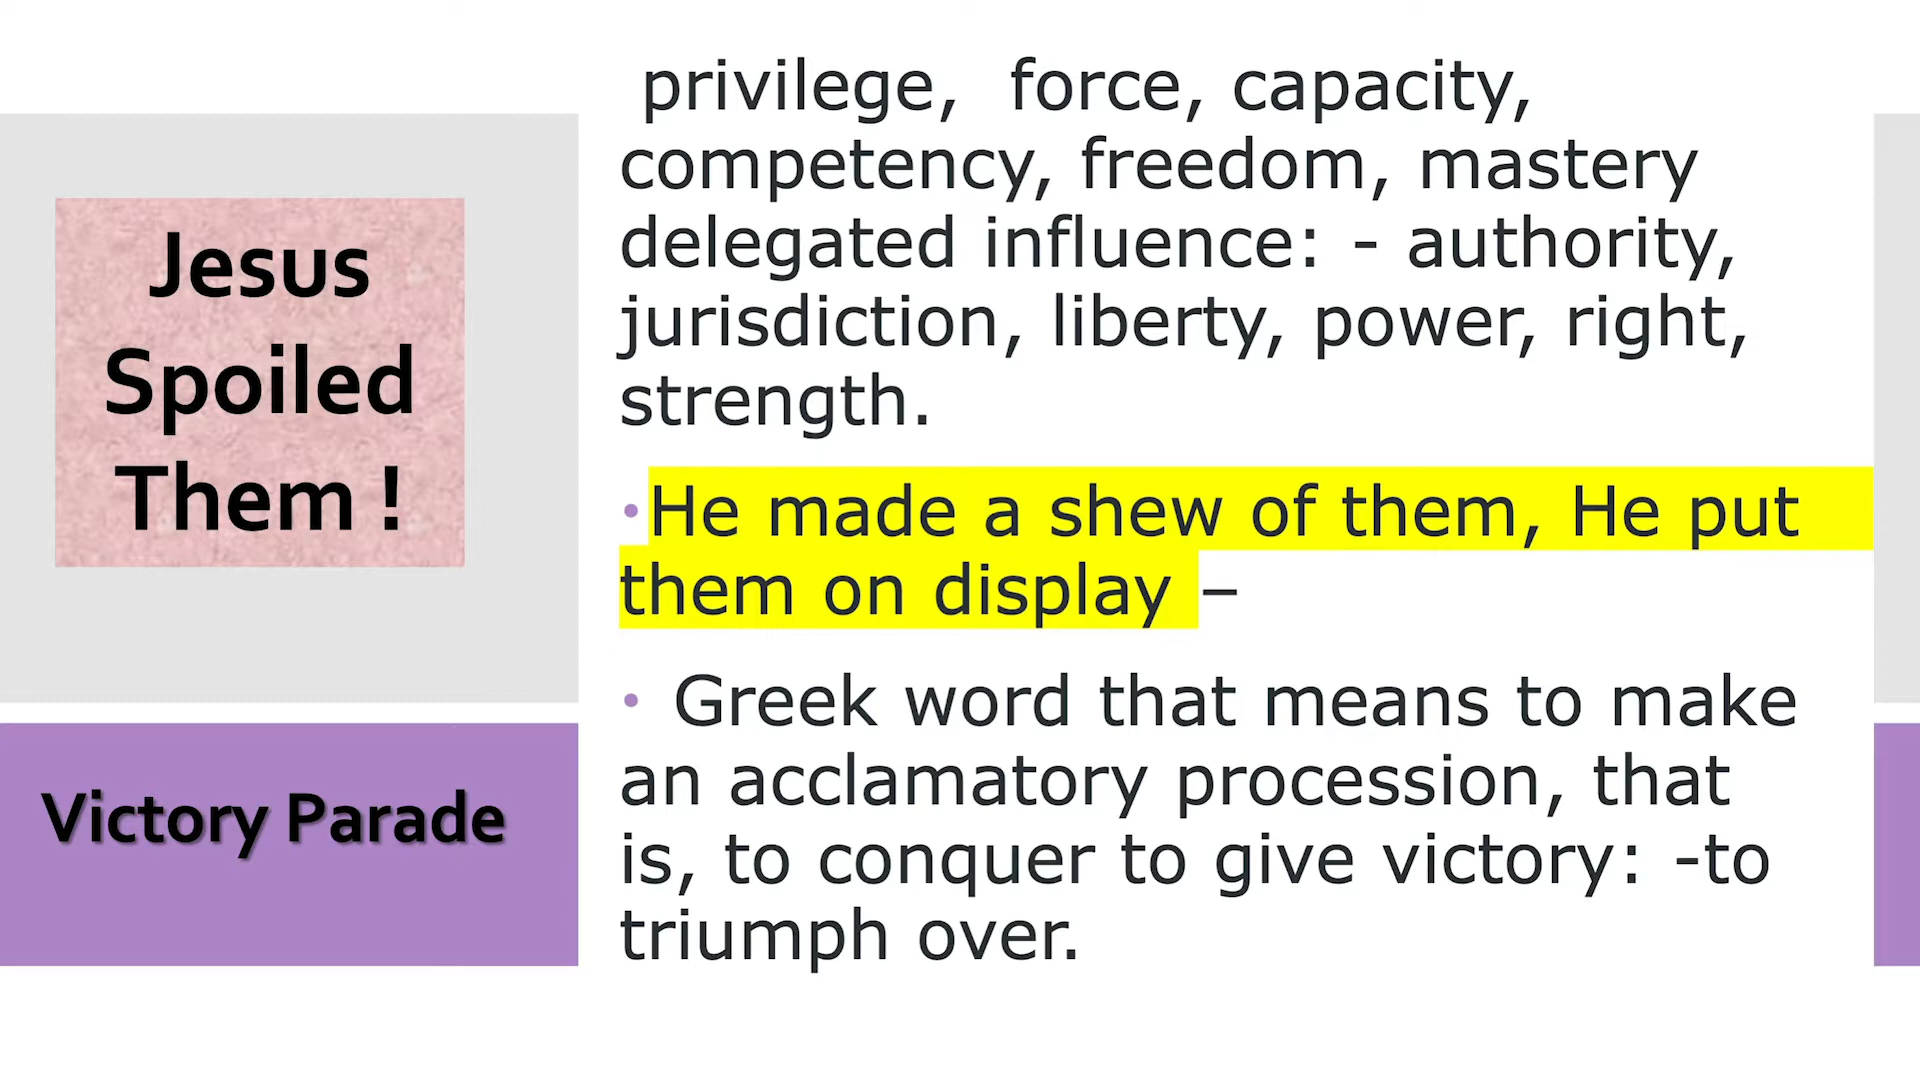 Jesus
Spoiled
Them !
Victory Parade
privilege,  force, capacity,
competency, freedom, mastery
delegated influence: - authority,
jurisdiction, liberty, power, right,
strength.
•He made a shew of them, He put
them on display –
• Greek word that means to make
an acclamatory procession, that
is, to conquer to give victory: -to
triumph over.